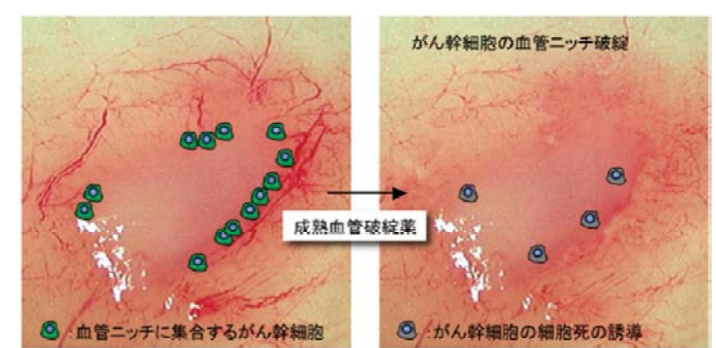 がん幹細胞の血管ニッチ破綻
成熟血管破綻薬
:血管ニッチに集合するがん幹細胞
:がん幹細胞の細胞死の誘導